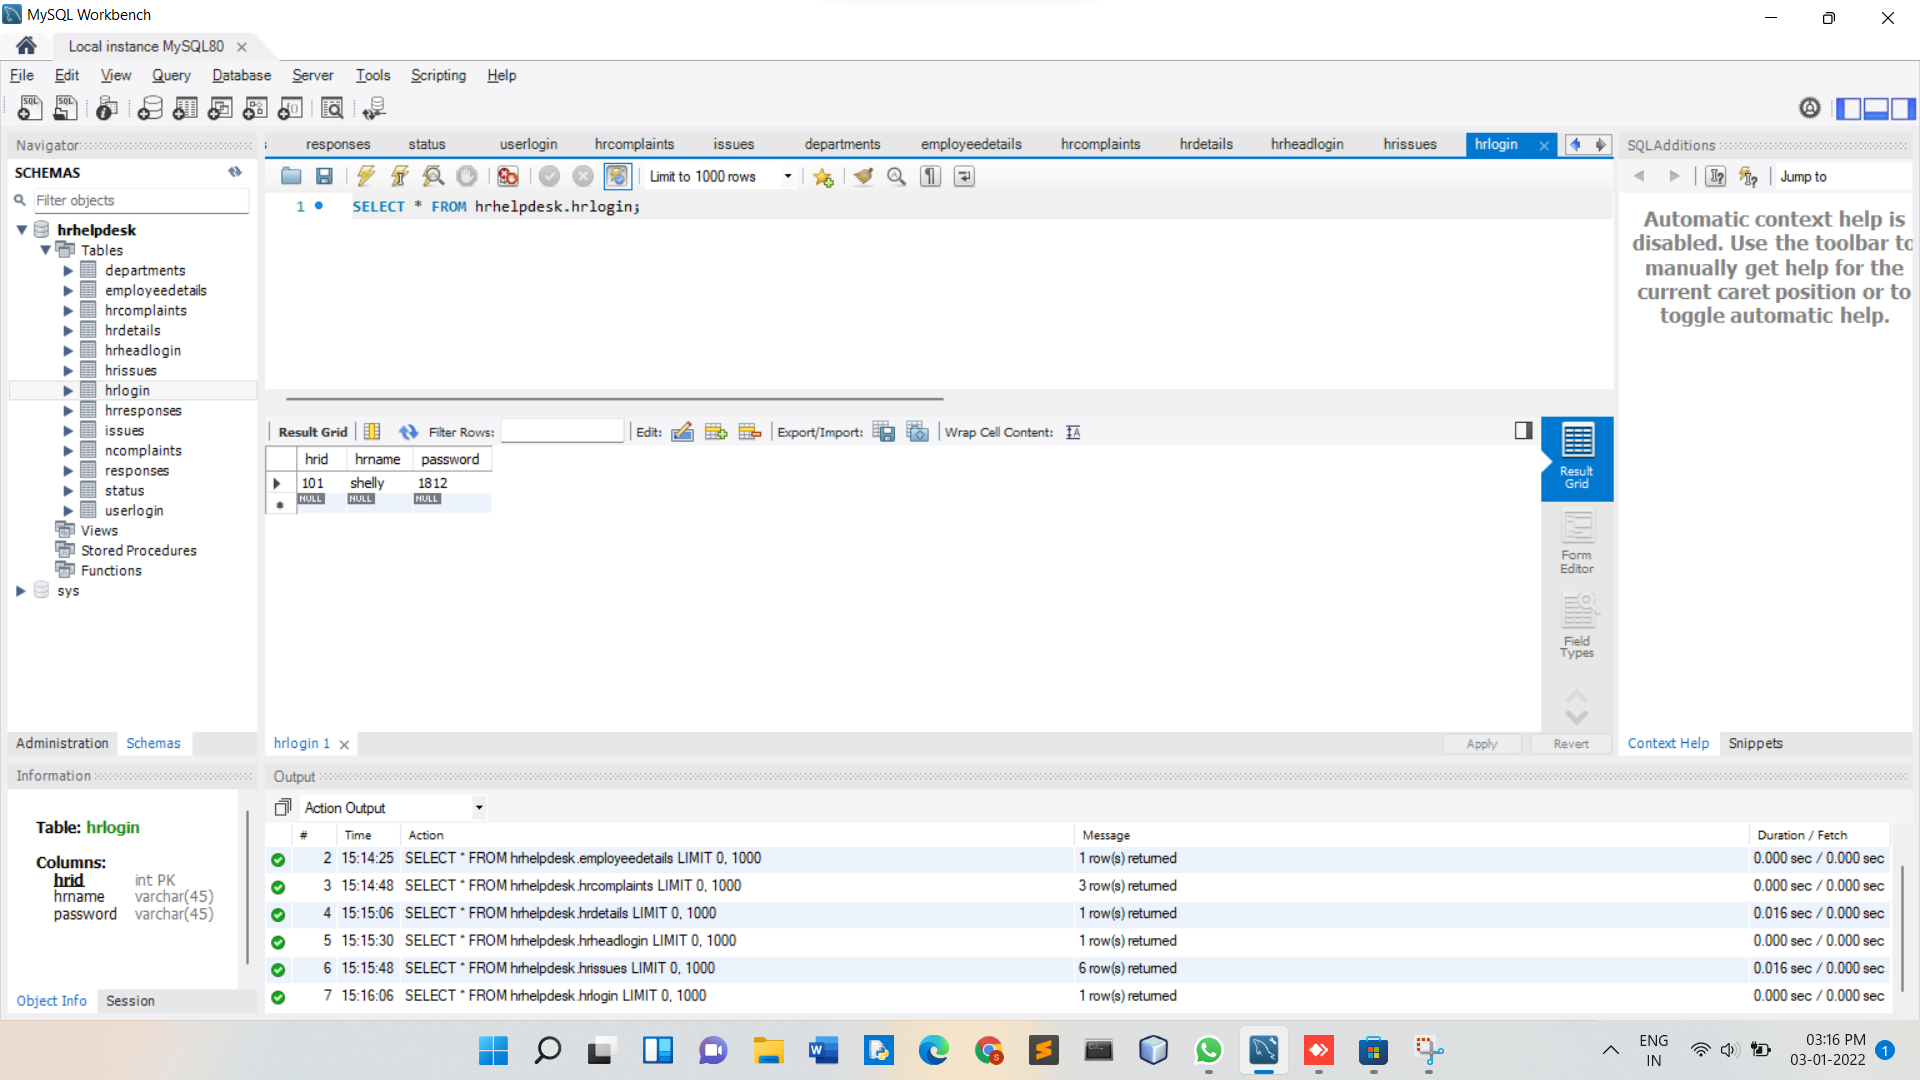 MySQL Workbench
Local instance MySQL80
File Edit View Query Database Server Tools Scripting Help
Navigator
SCHEMAS
Filter objects
hrhelpdesk
Tables
departments
employeedetails
hrcomplaints
hrdetails
hrheadlogin
hrissues
hrlogin
hrresponses
issues
ncomplaints
responses
status
userlogin
Views
Stored Procedures
Functions
sys
Administration Schemas
Information
Table: hrlogin
Columns:
hrid int PK
hrname varchar(45)
password varchar(45)
Object Info Session
responses status userlogin hrcomplaints issues departments employeedetails hrcomplaints hrdetails hrheadlogin hrissues hrlogin
Limit to 1000 rows
1 SELECT * FROM hrhelpdesk.hrlogin;
Result Grid Filter Rows: Edit: Export/Import: Wrap Cell Content:
hrid hrname password
101 shelly 1812
NULL NULL NULL
Result Grid
Form Editor
Field Types
hrlogin 1
Apply Revert
SQLAdditions
Jump to
Automatic context help is
disabled. Use the toolbar to
manually get help for the
current caret position or to
toggle automatic help.
Context Help Snippets
Output
Action Output
# Time Action Message Duration / Fetch
2 15:14:25 SELECT * FROM hrhelpdesk.employeedetails LIMIT 0, 1000 1 row(s) returned 0.000 sec / 0.000 sec
3 15:14:48 SELECT * FROM hrhelpdesk.hrcomplaints LIMIT 0, 1000 3 row(s) returned 0.000 sec / 0.000 sec
4 15:15:06 SELECT * FROM hrhelpdesk.hrdetails LIMIT 0, 1000 1 row(s) returned 0.016 sec / 0.000 sec
5 15:15:30 SELECT * FROM hrhelpdesk.hrheadlogin LIMIT 0, 1000 1 row(s) returned 0.000 sec / 0.000 sec
6 15:15:48 SELECT * FROM hrhelpdesk.hrissues LIMIT 0, 1000 6 row(s) returned 0.016 sec / 0.000 sec
7 15:16:06 SELECT * FROM hrhelpdesk.hrlogin LIMIT 0, 1000 1 row(s) returned 0.000 sec / 0.000 sec
ENG
IN
03:16 PM
03-01-2022
1